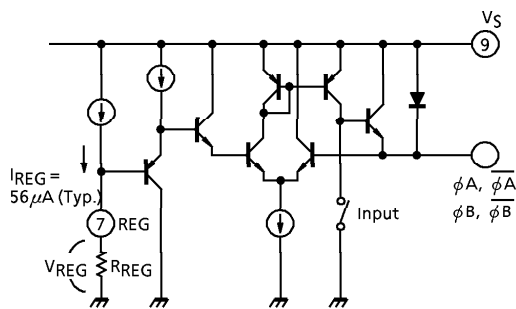 VS
9
IREG =
56μA (Typ.)
7 REG
VREG RREG
Input
φA, φA̅
φB, φB̅